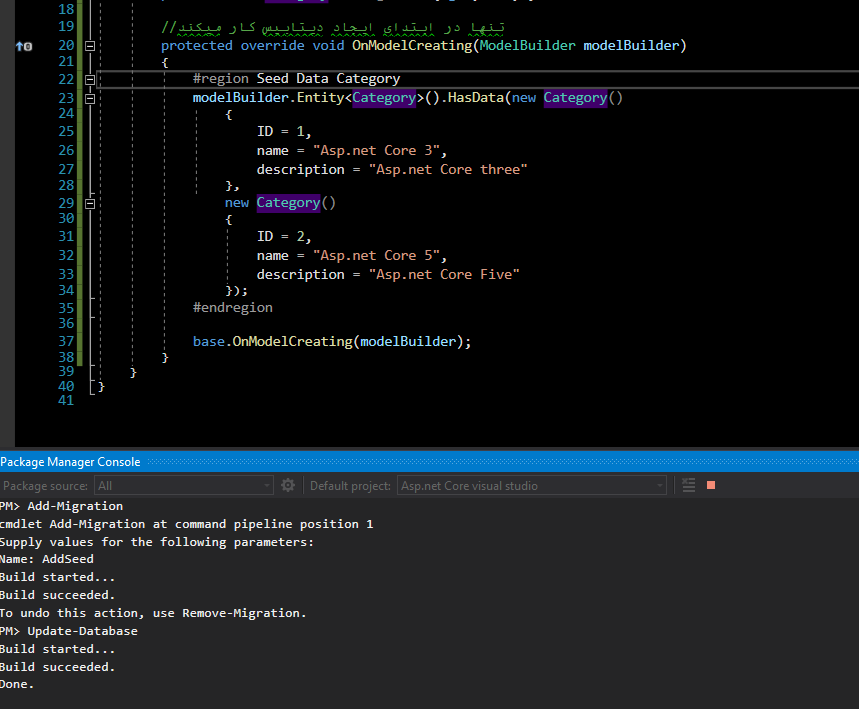 18
19 //تنها در ابتدای ایجاد دیتابیس کار میکند
20 protected override void OnModelCreating(ModelBuilder modelBuilder)
21 {
22 #region Seed Data Category
23 modelBuilder.Entity<Category>().HasData(new Category()
24 {
25 ID = 1,
26 name = "Asp.net Core 3",
27 description = "Asp.net Core three"
28 },
29 new Category()
30 {
31 ID = 2,
32 name = "Asp.net Core 5",
33 description = "Asp.net Core Five"
34 });
35 #endregion
36
37 base.OnModelCreating(modelBuilder);
38 }
39 }
40 }
41
Package Manager Console
Package source: All Default project: Asp.net Core visual studio
PM> Add-Migration
cmdlet Add-Migration at command pipeline position 1
Supply values for the following parameters:
Name: AddSeed
Build started...
Build succeeded.
To undo this action, use Remove-Migration.
PM> Update-Database
Build started...
Build succeeded.
Done.